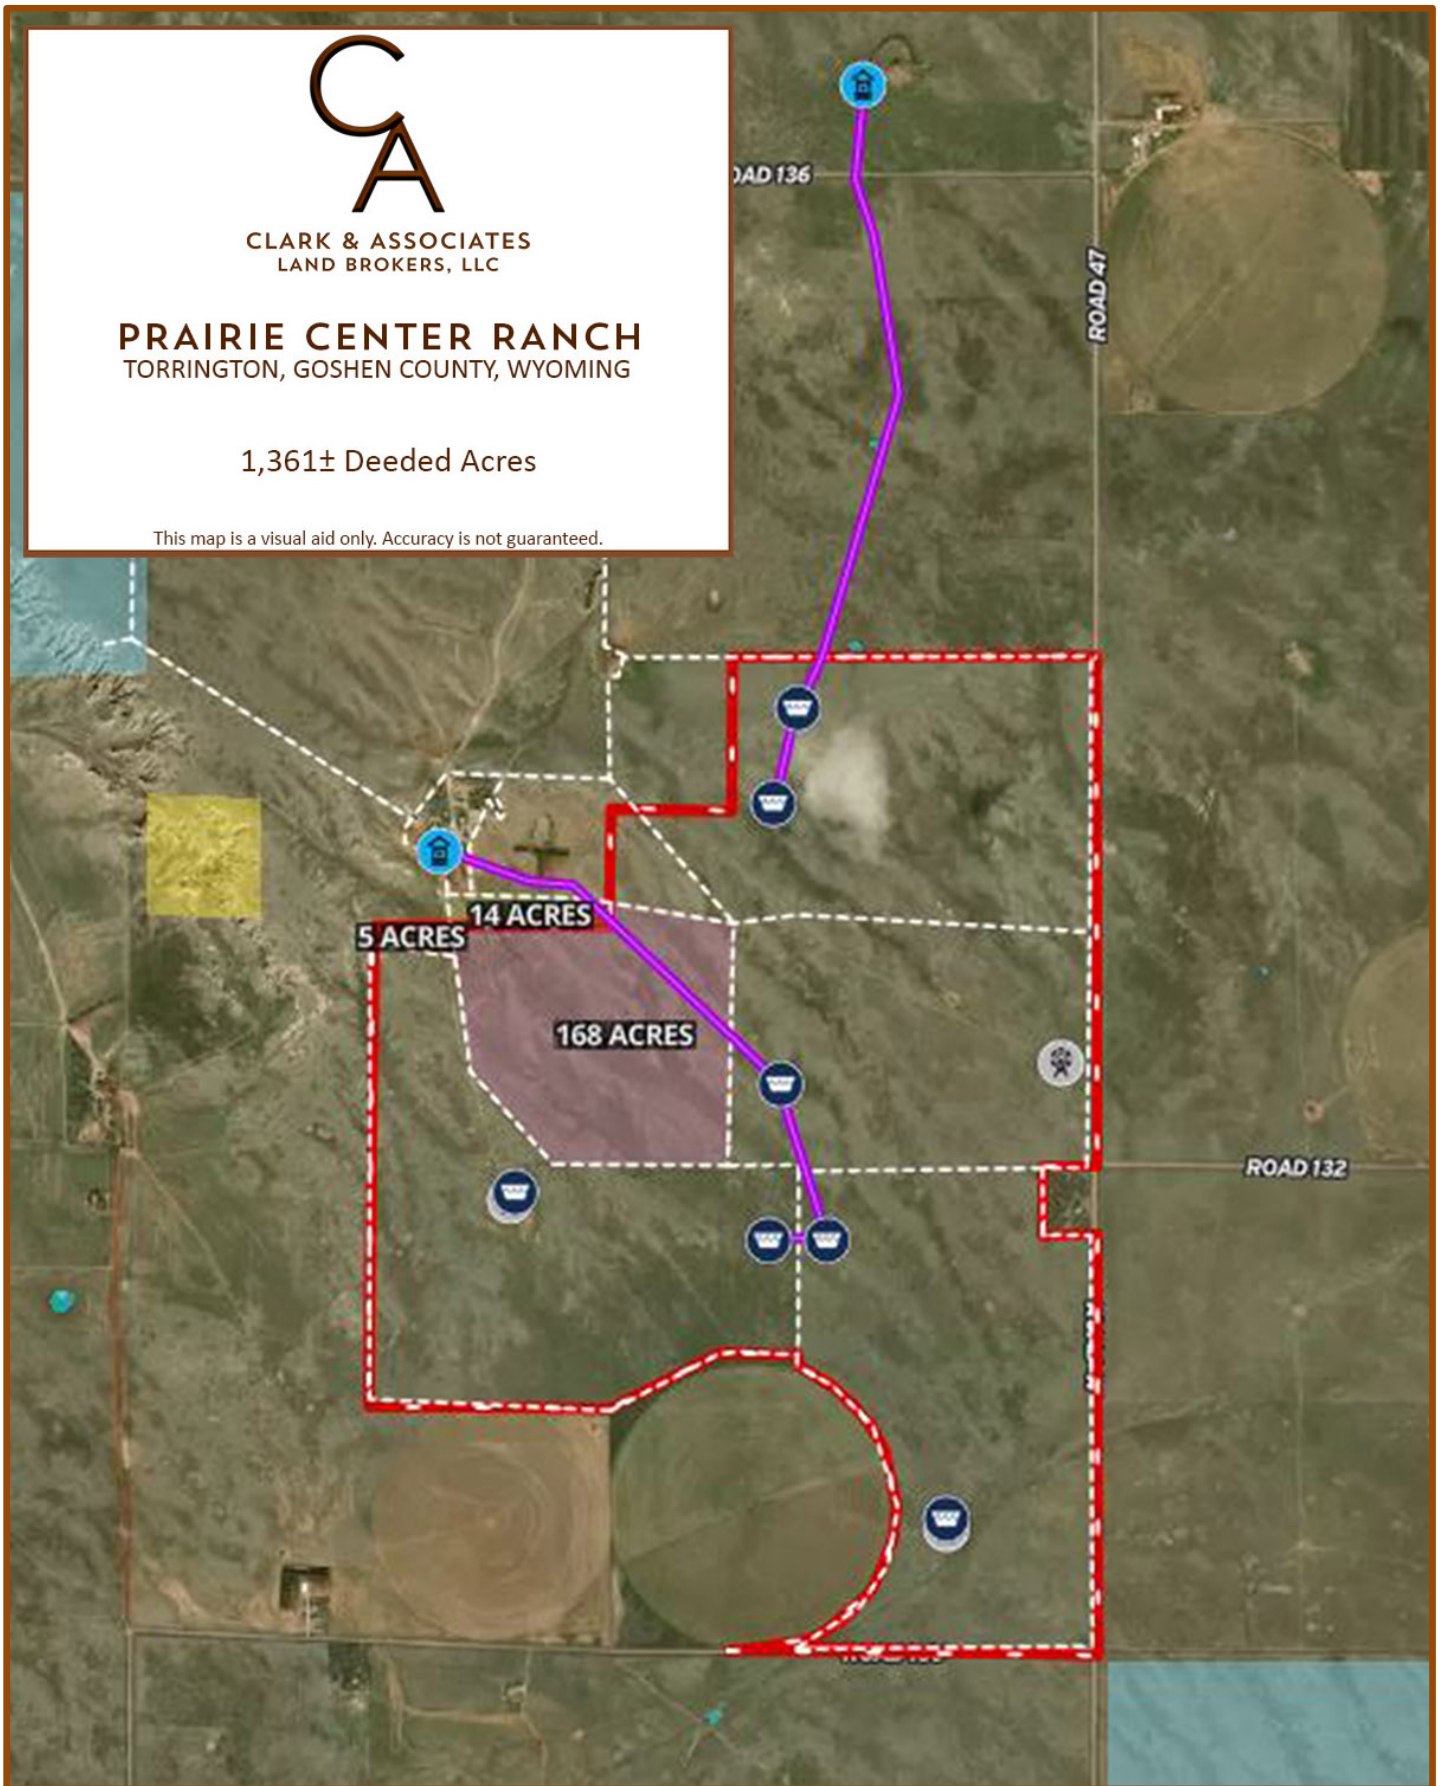 CA
CLARK & ASSOCIATES
LAND BROKERS, LLC
PRAIRIE CENTER RANCH
TORRINGTON, GOSHEN COUNTY, WYOMING
1,361± Deeded Acres
This map is a visual aid only. Accuracy is not guaranteed.
OAD 136
ROAD 47
14 ACRES
5 ACRES
168 ACRES
ROAD 132